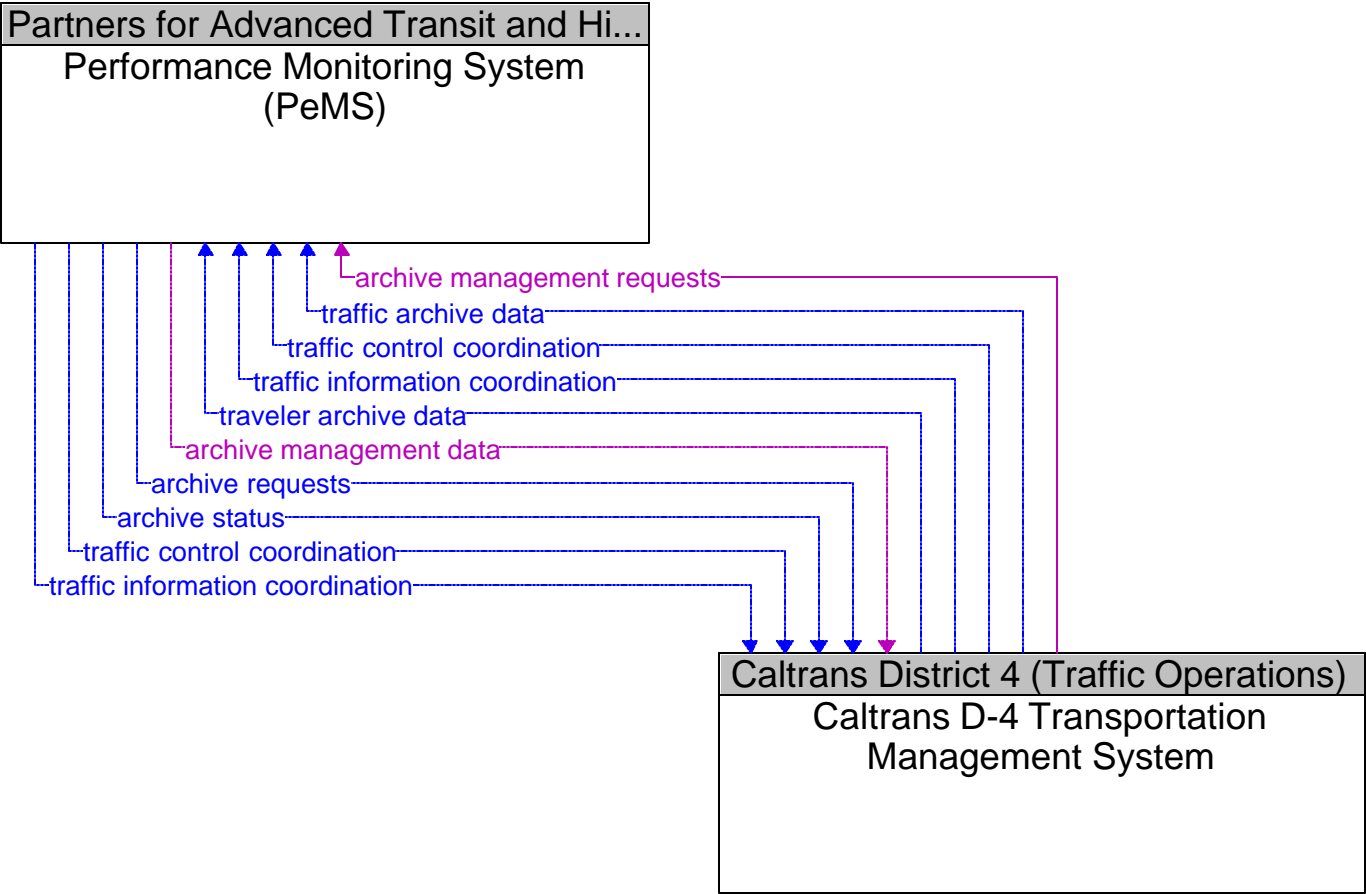 Partners for Advanced Transit and Hi...
Performance Monitoring System
(PeMS)
archive management requests
traffic archive data
traffic control coordination
traffic information coordination
traveler archive data
archive management data
archive requests
archive status
traffic control coordination
traffic information coordination
Caltrans District 4 (Traffic Operations)
Caltrans D-4 Transportation
Management System